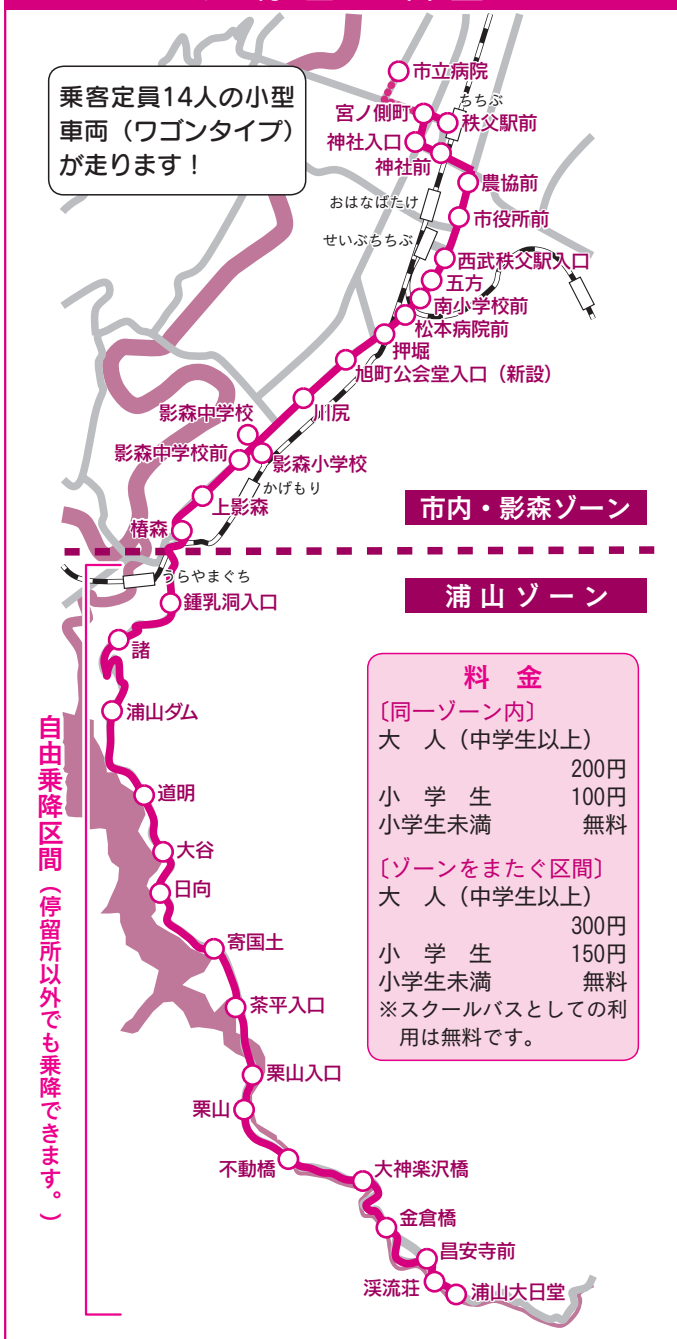 乗客定員14人の小型
車両（ワゴンタイプ）
が走ります！
市立病院
ちちぶ
宮ノ側町
秩父駅前
神社入口
神社前
農協前
おはなばたけ
市役所前
せいぶちちぶ
西武秩父駅入口
五方
南小学校前
松本病院前
押堀
旭町公会堂入口（新設）
川尻
影森中学校
影森中学校前
影森小学校
かげもり
上影森
市内・影森ゾーン
椿森
うらやまぐち
浦山ゾーン
鍾乳洞入口
諸
浦山ダム
道明
大谷
日向
寄国土
茶平入口
栗山入口
栗山
不動橋
大神楽沢橋
金倉橋
昌安寺前
渓流荘
浦山大日堂
自由乗降区間（停留所以外でも乗降できます。）
料　金
〔同一ゾーン内〕
大　人（中学生以上）
200円
小　学　生　100円
小学生未満　無料
〔ゾーンをまたぐ区間〕
大　人（中学生以上）
300円
小　学　生　150円
小学生未満　無料
※スクールバスとしての利
用は無料です。